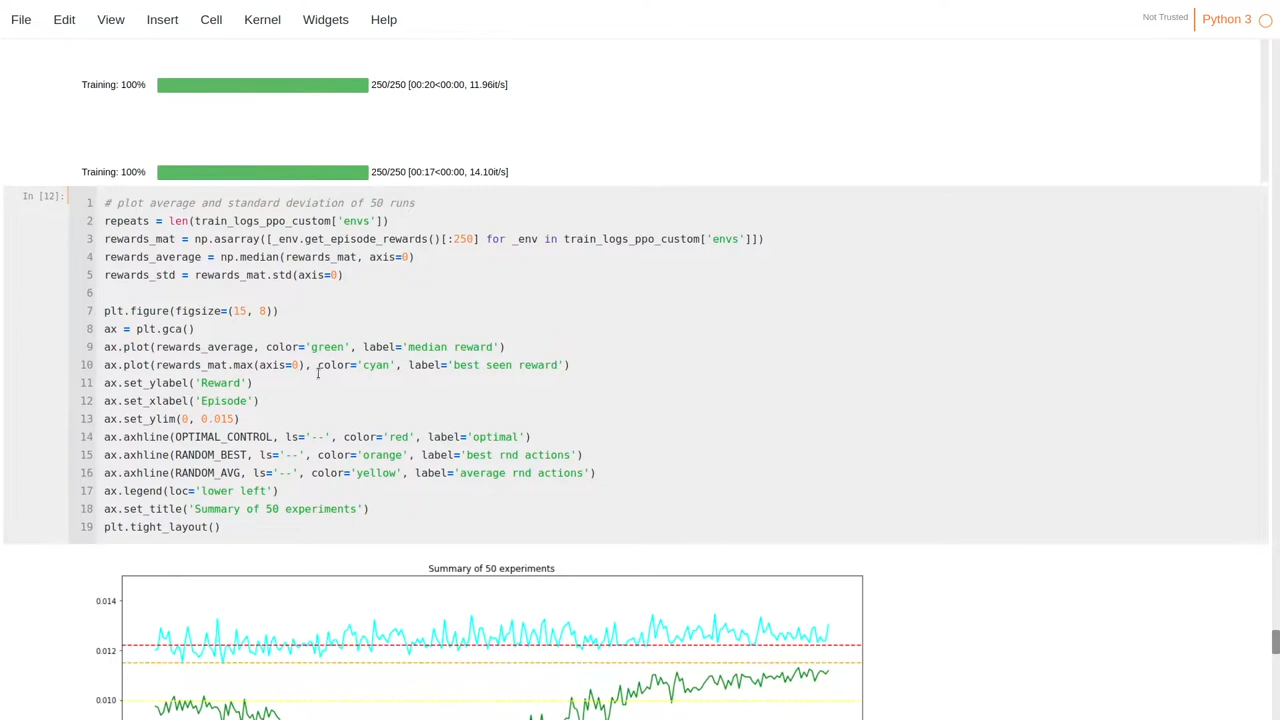 File Edit View Insert Cell Kernel Widgets Help Not Trusted Python 3
Training: 100% 250/250 [00:20<00:00, 11.96it/s]
Training: 100% 250/250 [00:17<00:00, 14.10it/s]
In [12]:
1 # plot average and standard deviation of 50 runs
2 repeats = len(train_logs_ppo_custom['envs'])
3 rewards_mat = np.asarray([_env.get_episode_rewards()[:250] for _env in train_logs_ppo_custom['envs']])
4 rewards_average = np.median(rewards_mat, axis=0)
5 rewards_std = rewards_mat.std(axis=0)
6
7 plt.figure(figsize=(15, 8))
8 ax = plt.gca()
9 ax.plot(rewards_average, color='green', label='median reward')
10 ax.plot(rewards_mat.max(axis=0), color='cyan', label='best seen reward')
11 ax.set_ylabel('Reward')
12 ax.set_xlabel('Episode')
13 ax.set_ylim(0, 0.015)
14 ax.axhline(OPTIMAL_CONTROL, ls='--', color='red', label='optimal')
15 ax.axhline(RANDOM_BEST, ls='--', color='orange', label='best rnd actions')
16 ax.axhline(RANDOM_AVG, ls='--', color='yellow', label='average rnd actions')
17 ax.legend(loc='lower left')
18 ax.set_title('Summary of 50 experiments')
19 plt.tight_layout()
Summary of 50 experiments
0.014
0.012
0.010